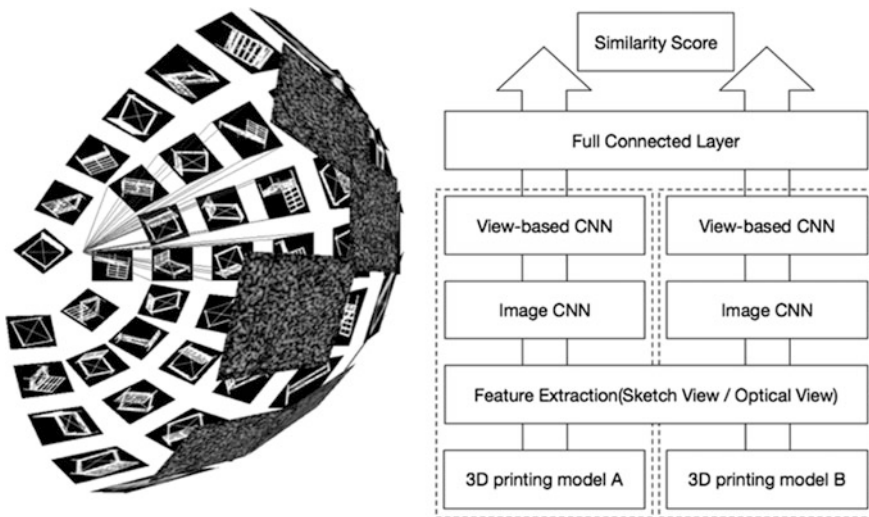 Similarity Score
Full Connected Layer
View-based CNN
View-based CNN
Image CNN
Image CNN
Feature Extraction(Sketch View / Optical View)
3D printing model A
3D printing model B